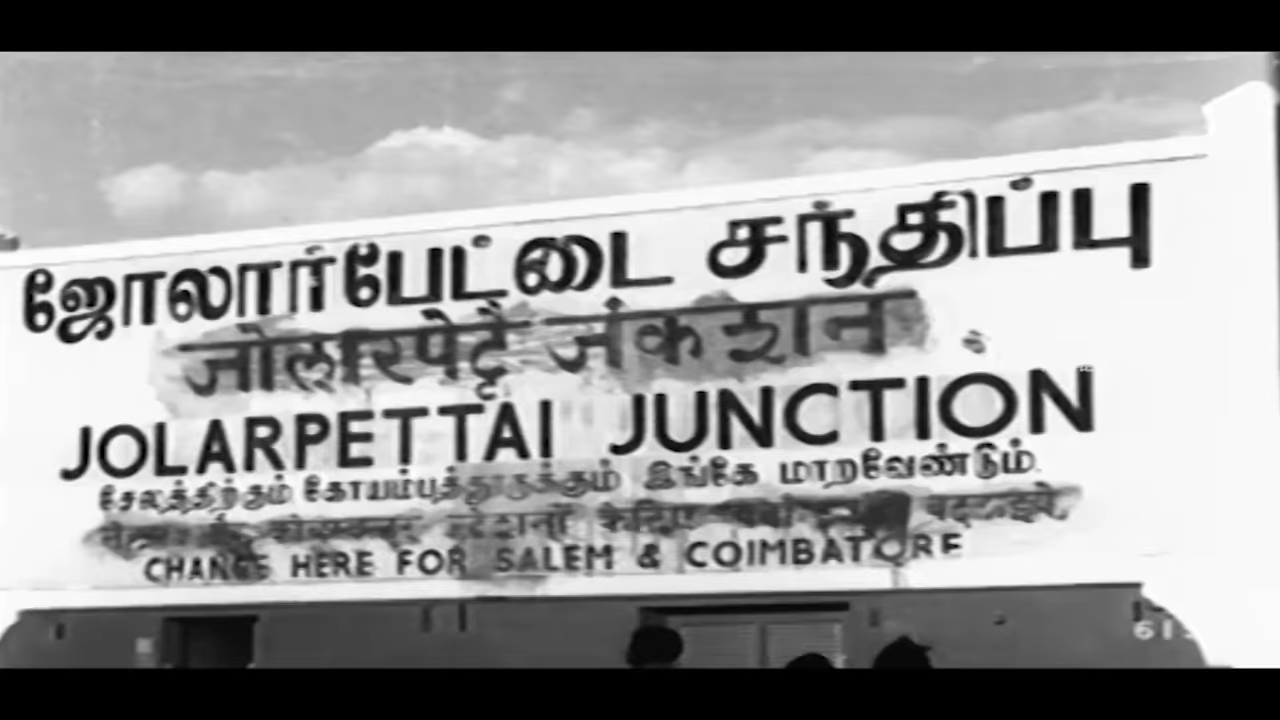 ஜோலார்பேட்டை சந்திப்பு
जोलारपेट्टै जंकशन
JOLARPETTAI JUNCTION
சேலத்திற்கும் கோயம்புத்தூருக்கும் இங்கே மாறவேண்டும்.
CHANGE HERE FOR SALEM & COIMBATORE